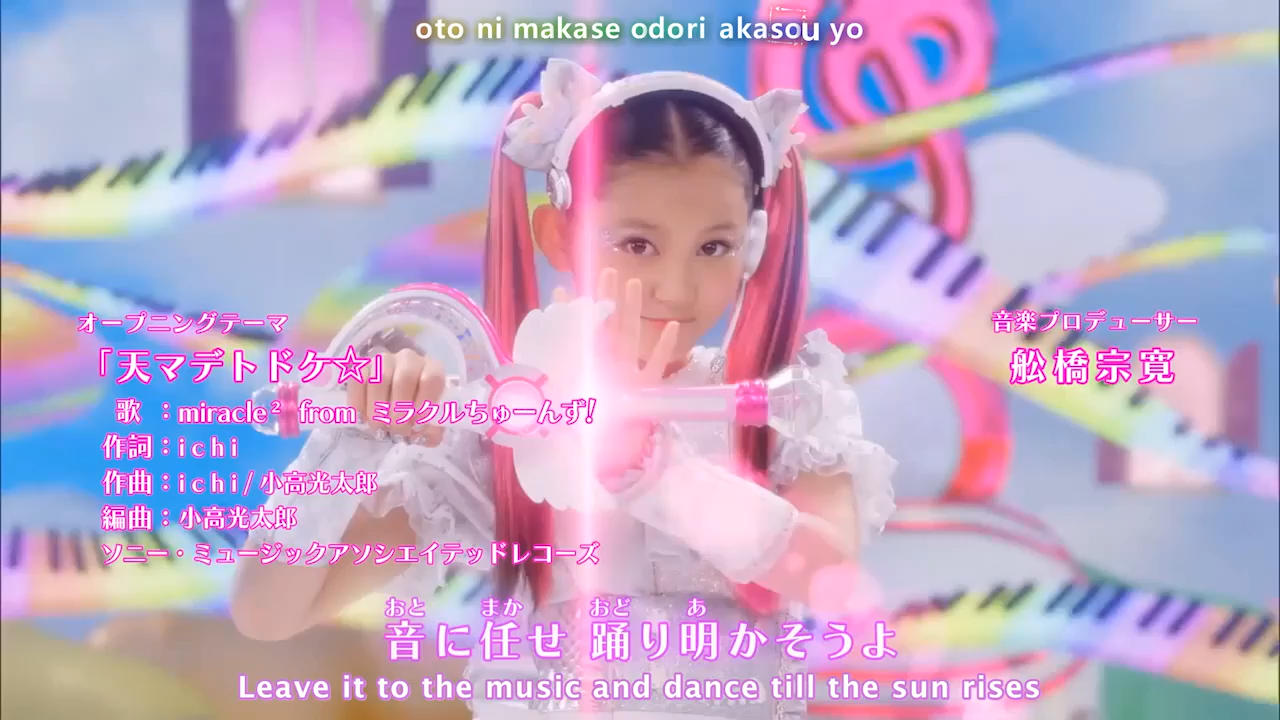 oto ni makase odori akasou yo
オープニングテーマ
「天マデトドケ☆」
歌 ：miracle² from ミラクルちゅーんず!
作詞：ichi
作曲：ichi/小高光太郎
編曲：小高光太郎
ソニー・ミュージックアソシエイテッドレコーズ
音楽プロデューサー
舩橋宗寛
おと まか おど あ
音に任せ 踊り明かそうよ
Leave it to the music and dance till the sun rises